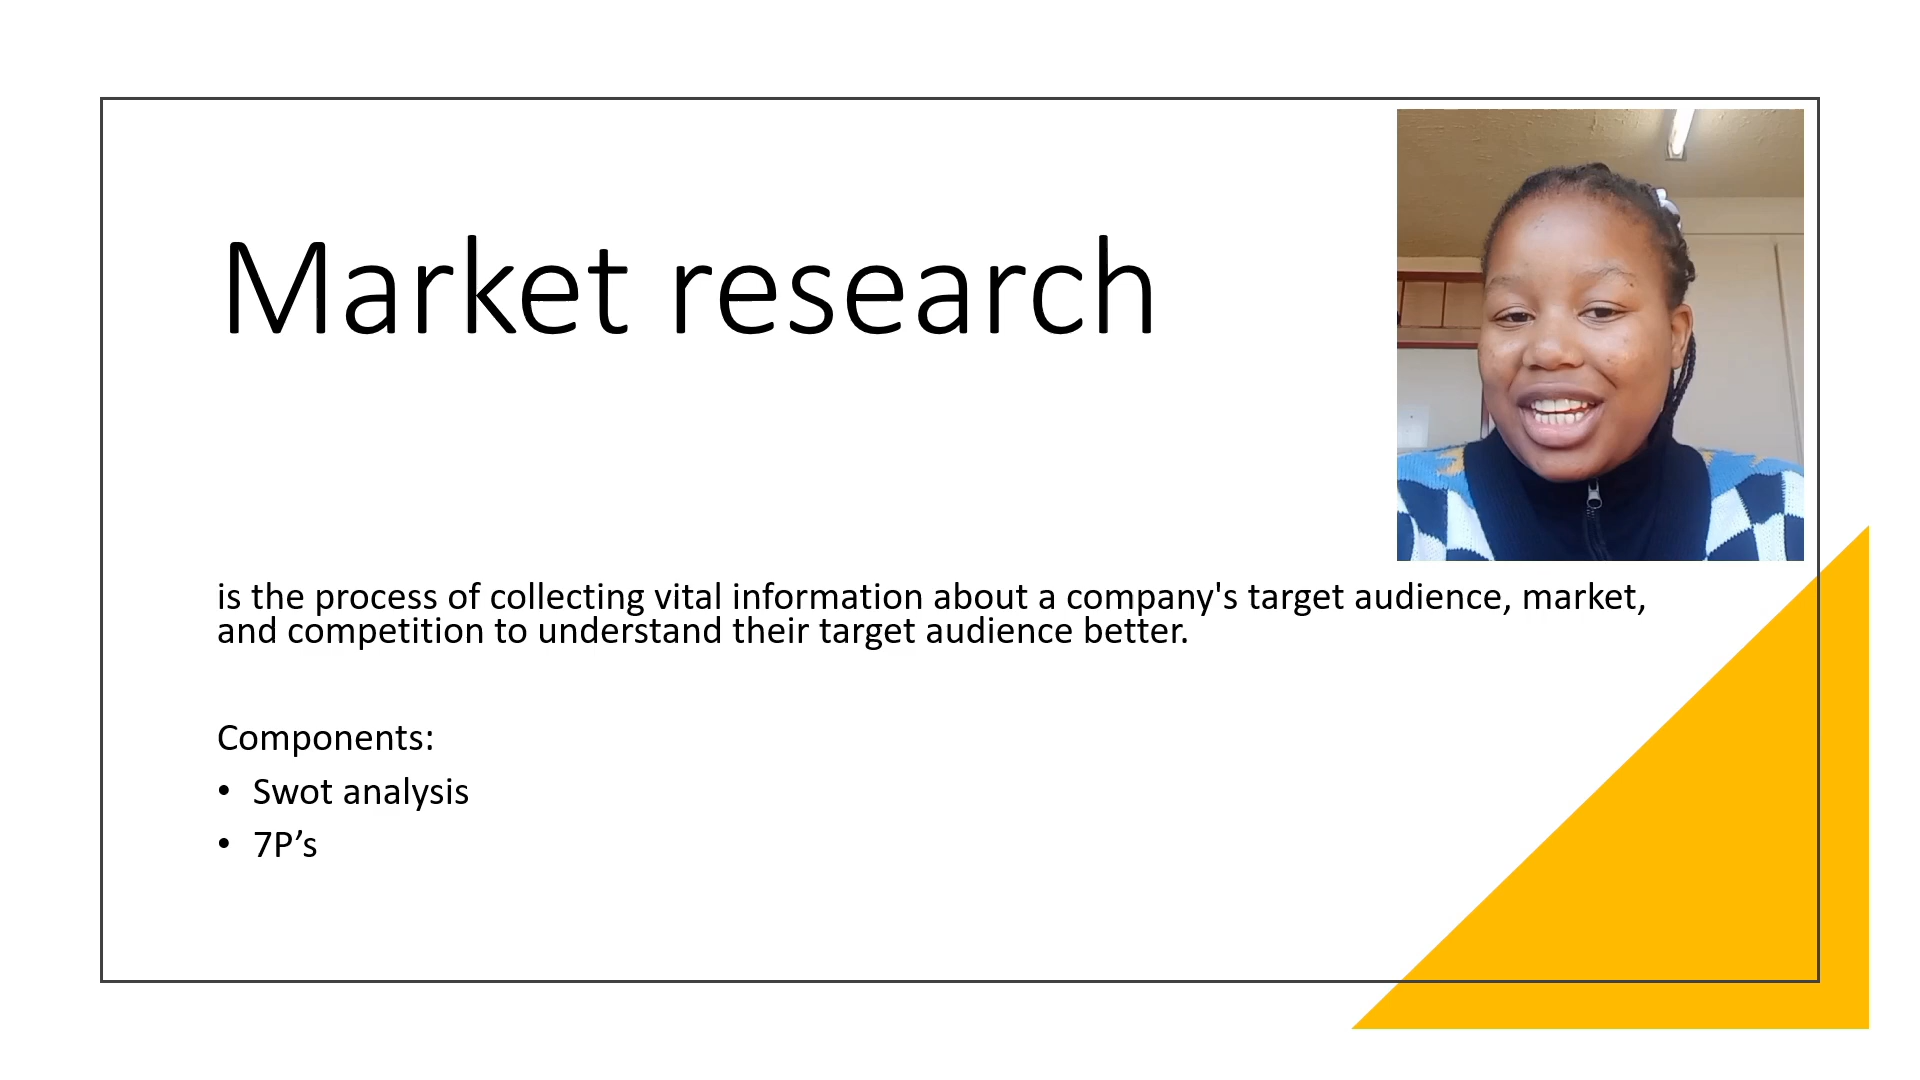 Market research
is the process of collecting vital information about a company's target audience, market,
and competition to understand their target audience better.
Components:
• Swot analysis
• 7P’s